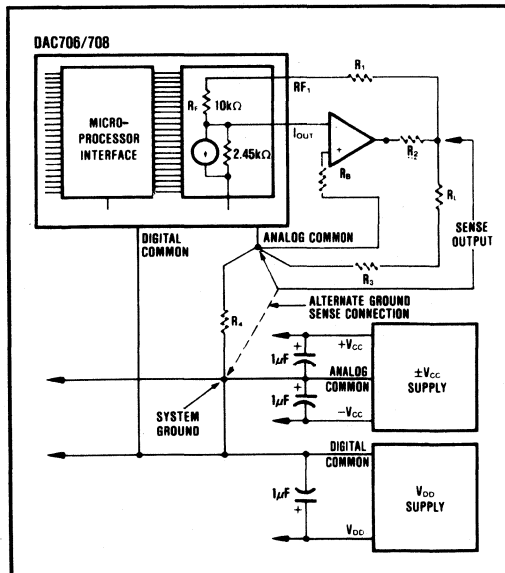 DAC706/708
MICRO-
PROCESSOR
INTERFACE
RF 10kΩ
2.45kΩ
RF1
R1
IOUT
-
+
RB
R2
RL
SENSE
OUTPUT
DIGITAL
COMMON
ANALOG COMMON
R3
ALTERNATE GROUND
SENSE CONNECTION
R4
+VCC
+
1µF
ANALOG
COMMON
+
1µF
-VCC
±VCC
SUPPLY
SYSTEM
GROUND
DIGITAL
COMMON
1µF
+
VDD
VDD
SUPPLY